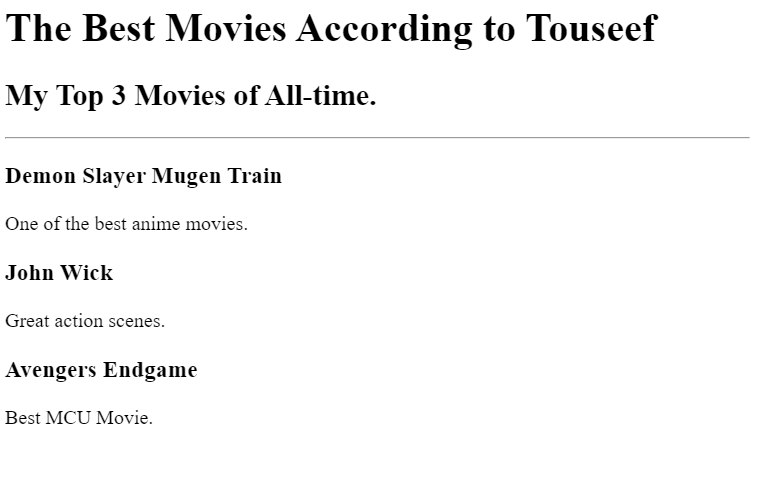 The Best Movies According to Touseef
My Top 3 Movies of All-time.
Demon Slayer Mugen Train
One of the best anime movies.
John Wick
Great action scenes.
Avengers Endgame
Best MCU Movie.